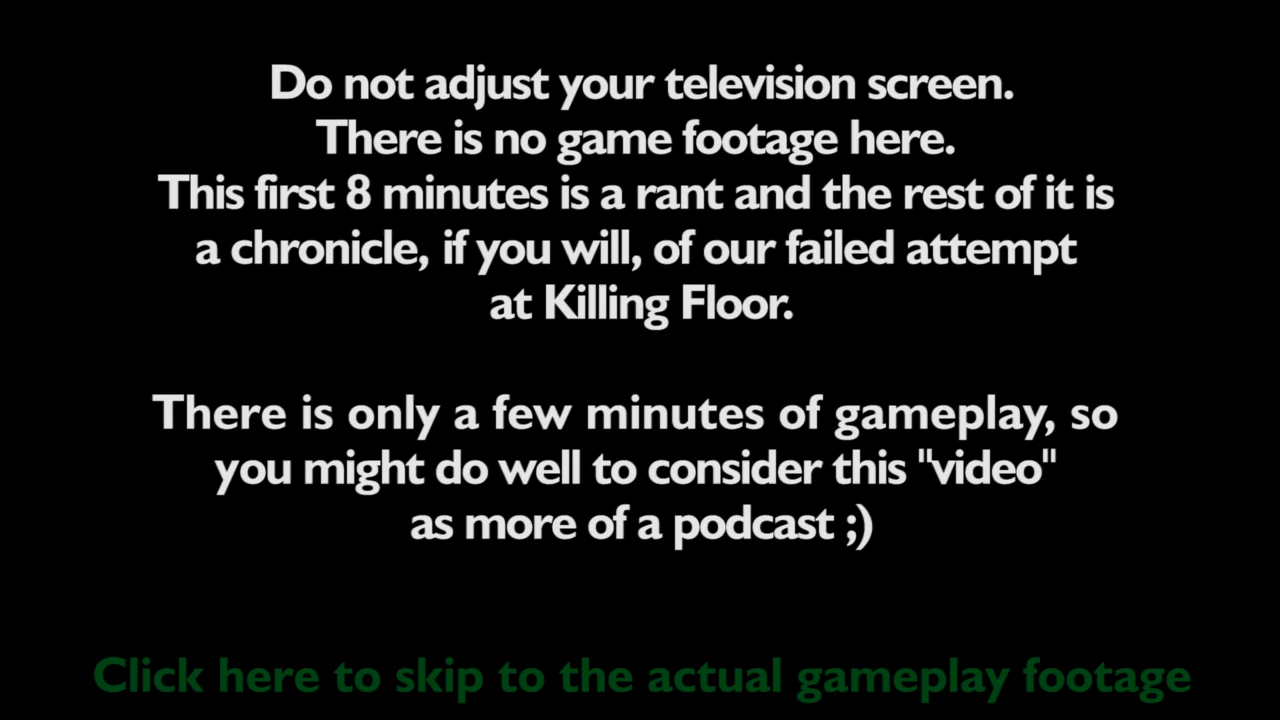 Do not adjust your television screen.
There is no game footage here.
This first 8 minutes is a rant and the rest of it is
a chronicle, if you will, of our failed attempt
at Killing Floor.
There is only a few minutes of gameplay, so
you might do well to consider this "video"
as more of a podcast ;)
Click here to skip to the actual gameplay footage